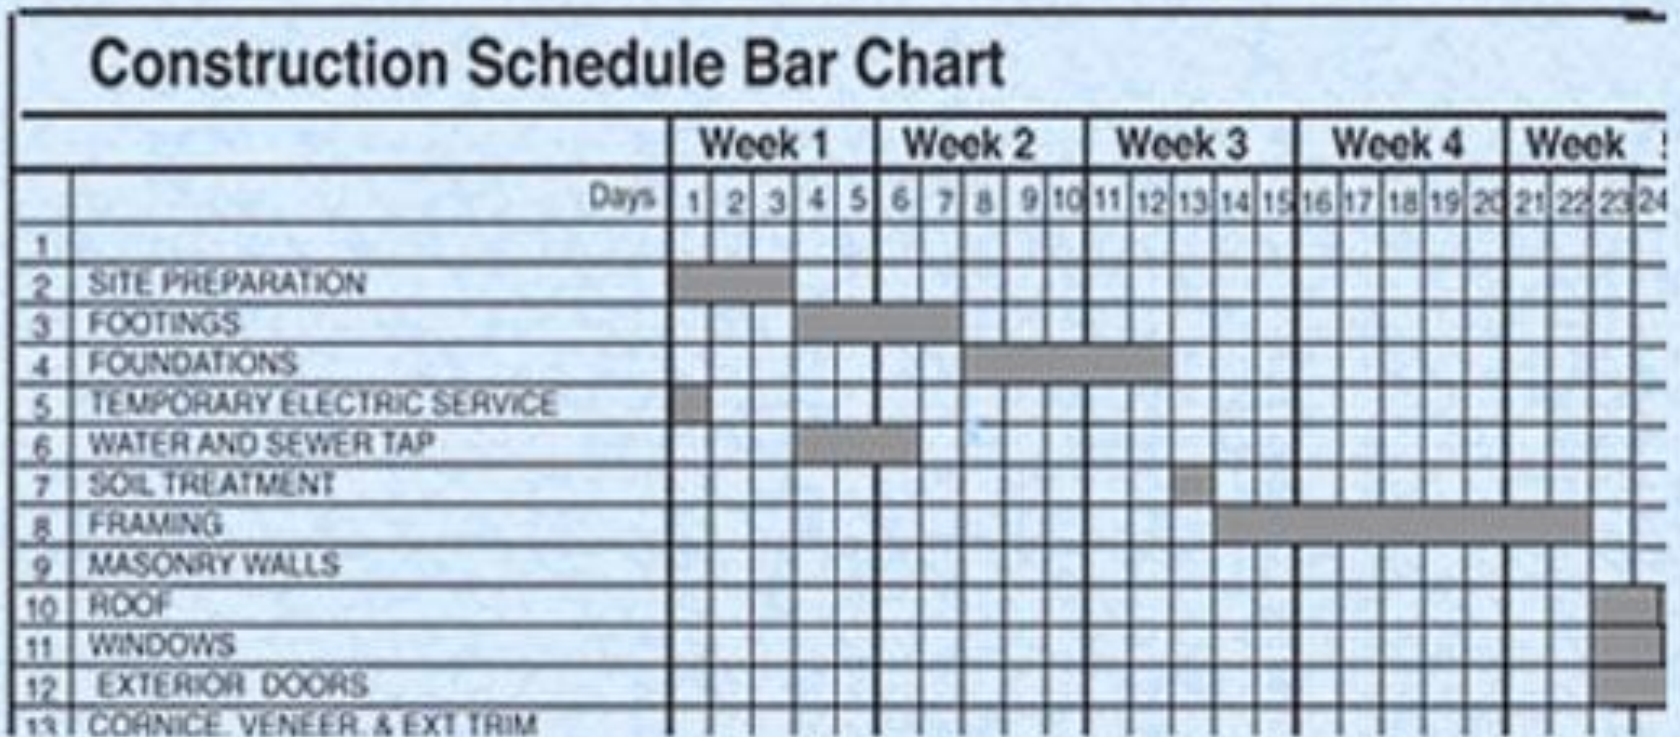 Construction Schedule Bar Chart
Week 1 Week 2 Week 3 Week 4 Week
Days 1 2 3 4 5 6 7 8 9 10 11 12 13 14 15 16 17 18 19 20 21 22 23 24
1
2 SITE PREPARATION
3 FOOTINGS
4 FOUNDATIONS
5 TEMPORARY ELECTRIC SERVICE
6 WATER AND SEWER TAP
7 SOIL TREATMENT
8 FRAMING
9 MASONRY WALLS
10 ROOF
11 WINDOWS
12 EXTERIOR DOORS
13 CORNICE, VENEER, & EXT TRIM